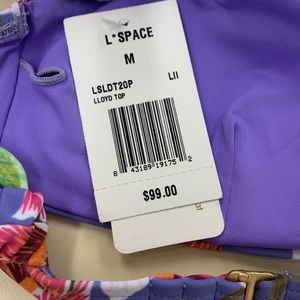 L*SPACE
M
LSLDT20P LII
LLOYD TOP
8 43189 19175 2
$99.00